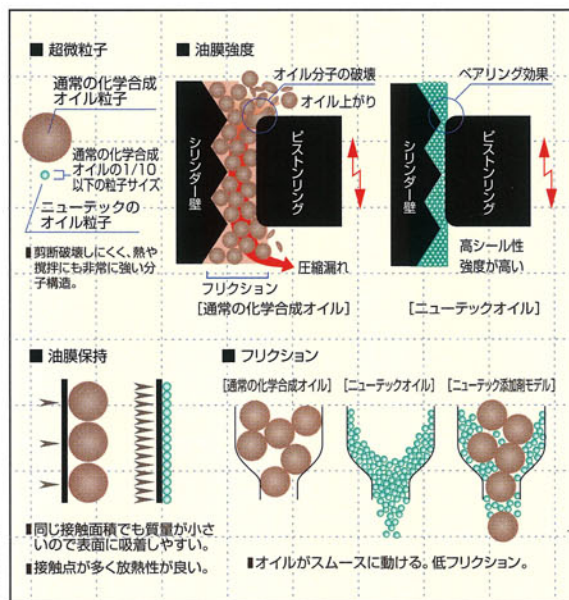 ■ 超微粒子
通常の化学合成
オイル粒子
通常の化学合成
オイルの1/10
以下の粒子サイズ
ニューテックの
オイル粒子
■剪断破壊しにくく、熱や
撹拌にも非常に強い分
子構造。
■ 油膜強度
オイル分子の破壊
オイル上がり
シリンダー壁
ピストンリング
圧縮漏れ
フリクション
[通常の化学合成オイル]
ベアリング効果
シリンダー壁
ピストンリング
高シール性
強度が高い
[ニューテックオイル]
■ 油膜保持
■同じ接触面積でも質量が小さ
いので表面に吸着しやすい。
■接触点が多く放熱性が良い。
■ フリクション
[通常の化学合成オイル]
[ニューテックオイル]
[ニューテック添加剤モデル]
■オイルがスムースに動ける。低フリクション。